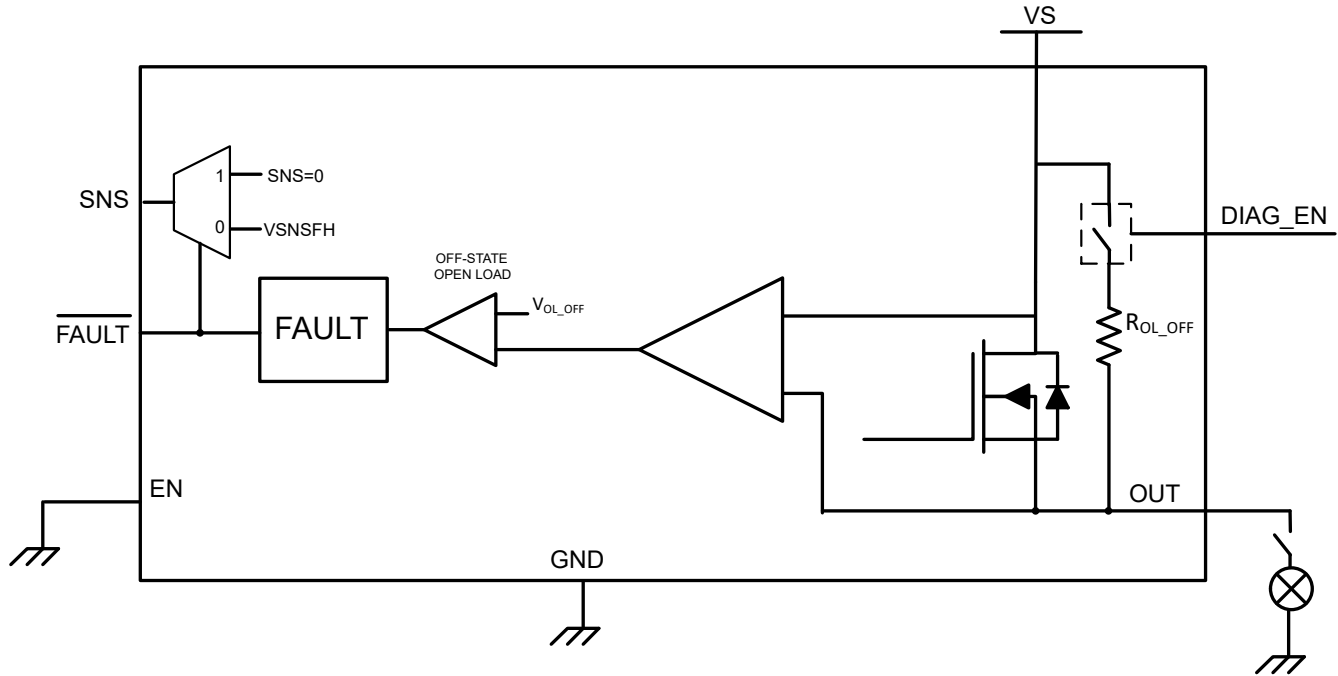 VS
1
SNS=0
SNS
0
VSNSFH
DIAG_EN
OFF-STATE
OPEN LOAD
VOL_OFF
FAULT
FAULT
ROL_OFF
EN
OUT
GND